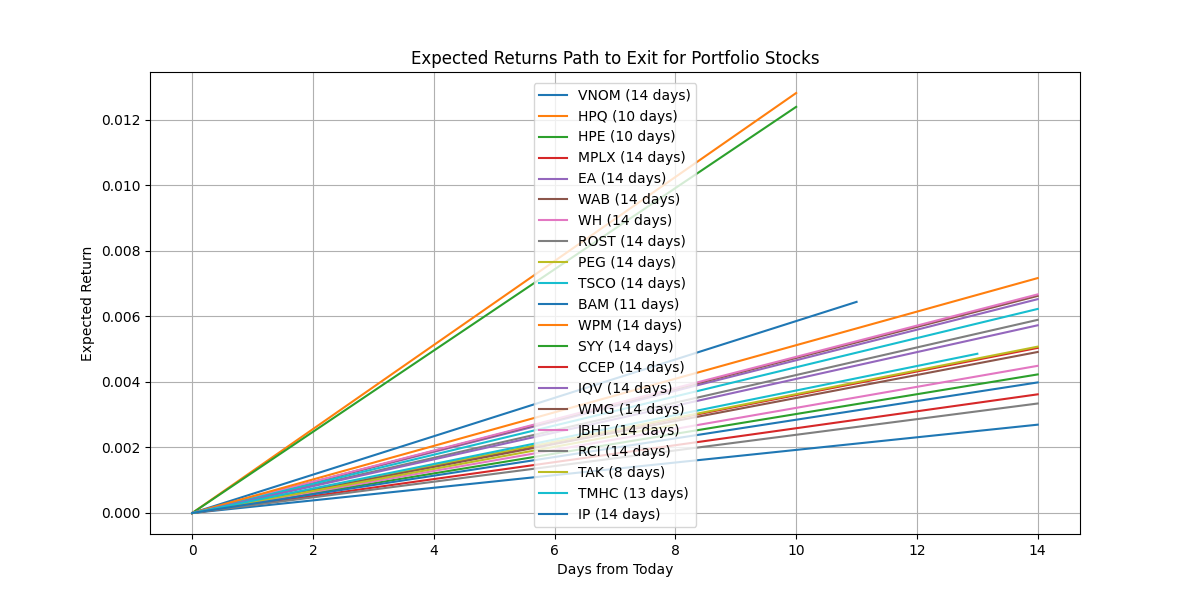 Expected Returns Path to Exit for Portfolio Stocks
Expected Return
0.012
0.010
0.008
0.006
0.004
0.002
0.000
VNOM (14 days)
HPQ (10 days)
HPE (10 days)
MPLX (14 days)
EA (14 days)
WAB (14 days)
WH (14 days)
ROST (14 days)
PEG (14 days)
TSCO (14 days)
BAM (11 days)
WPM (14 days)
SYY (14 days)
CCEP (14 days)
IQV (14 days)
WMG (14 days)
JBHT (14 days)
RCI (14 days)
TAK (8 days)
TMHC (13 days)
IP (14 days)
0 2 4 6 8 10 12 14
Days from Today